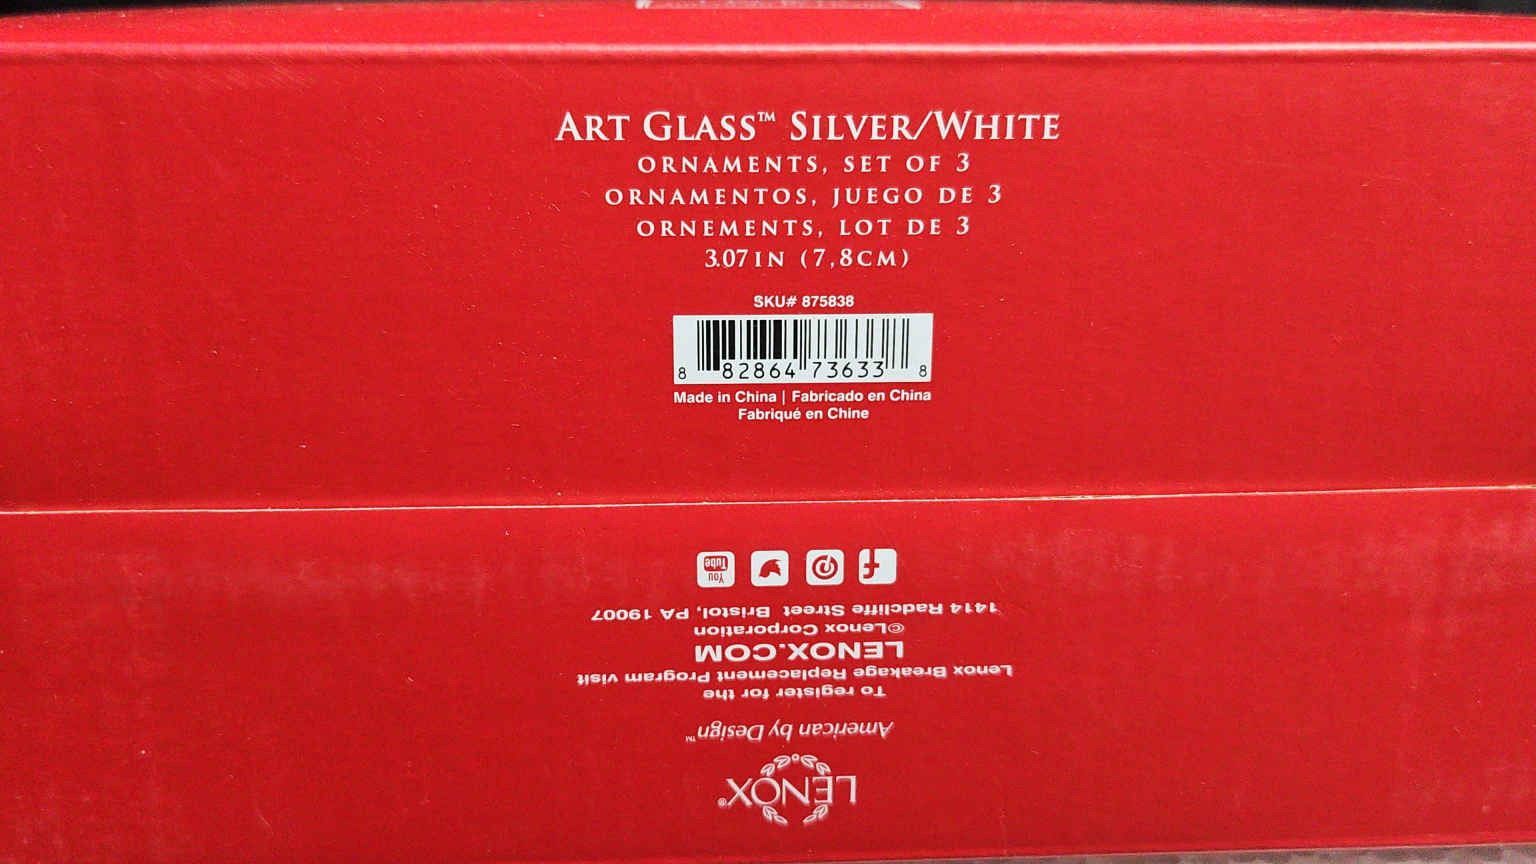 ART GLASS™ SILVER/WHITE
ORNAMENTS, SET OF 3
ORNAMENTOS, JUEGO DE 3
ORNEMENTS, LOT DE 3
3.07IN (7,8CM)
SKU# 875838
8 82864 73633 8
Made in China | Fabricado en China
Fabriqué en Chine
LENOX®
American by Design™
To register for the
Lenox Breakage Replacement Program visit
LENOX.COM
©Lenox Corporation
1414 Radcliffe Street Bristol, PA 19007
You
Tube